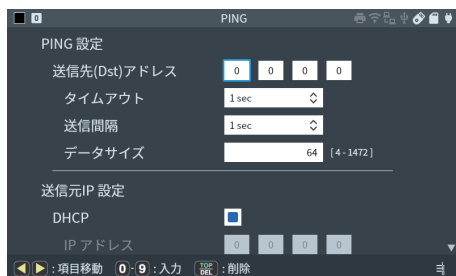 0 PING
PING 設定
送信先(Dst)アドレス 0 0 0 0
タイムアウト 1 sec
送信間隔 1 sec
データサイズ 64 [ 4 - 1472 ]
送信元IP 設定
DHCP
IP アドレス 0 0 0 0
: 項目移動 0 - 9 : 入力 TOP DEL : 削除